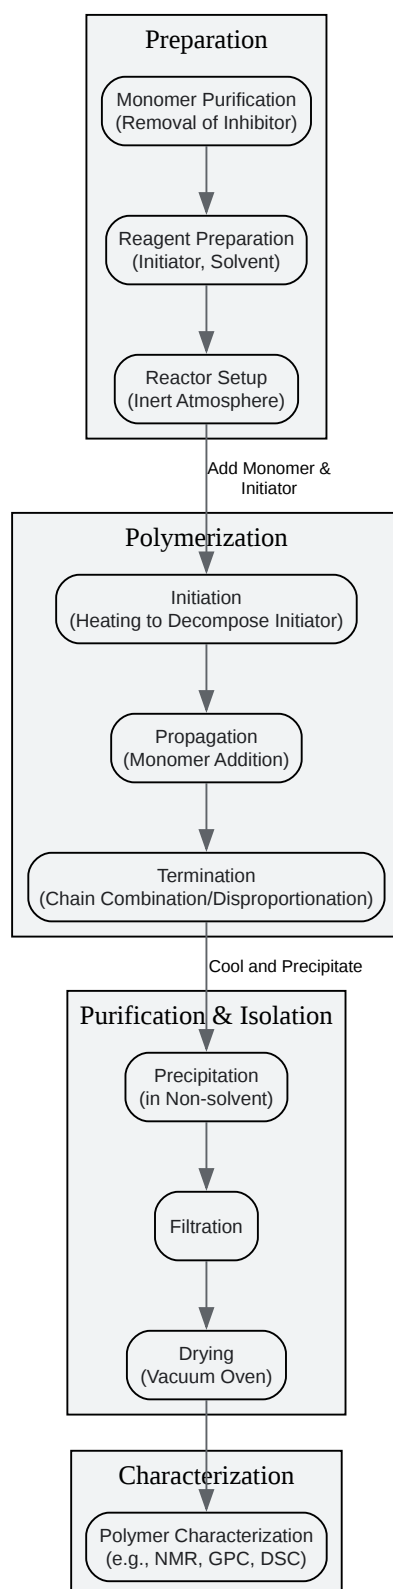 Preparation
Monomer Purification
(Removal of Inhibitor)
Reagent Preparation
(Initiator, Solvent)
Reactor Setup
(Inert Atmosphere)
Add Monomer &
Initiator
Polymerization
Initiation
(Heating to Decompose Initiator)
Propagation
(Monomer Addition)
Termination
(Chain Combination/Disproportionation)
Cool and Precipitate
Purification & Isolation
Precipitation
(in Non-solvent)
Filtration
Drying
(Vacuum Oven)
Characterization
Polymer Characterization
(e.g., NMR, GPC, DSC)